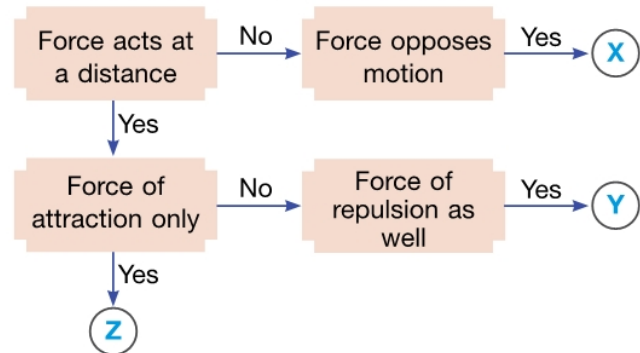 Force acts at
a distance
No
Force opposes
motion
Yes
X
Yes
Force of
attraction only
No
Force of
repulsion as
well
Yes
Y
Yes
Z